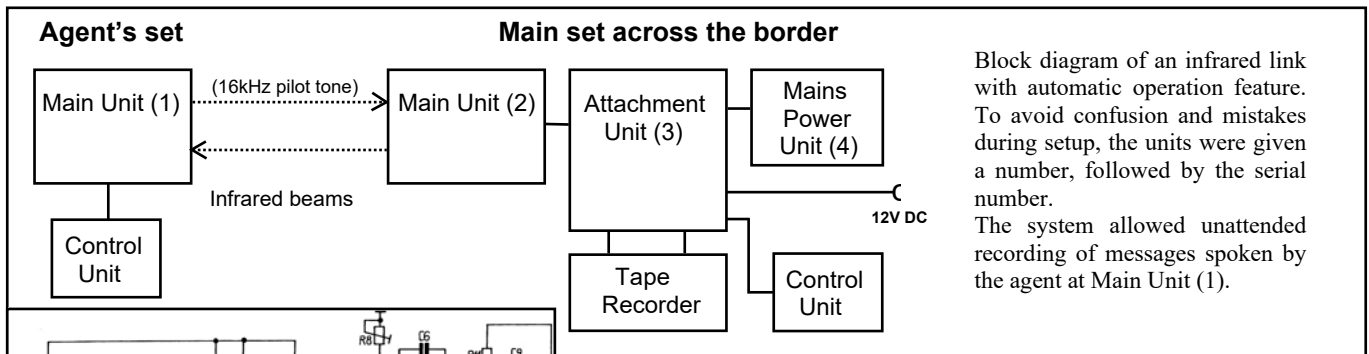 Agent's set
Main set across the border
Main Unit (1)
(16kHz pilot tone)
Main Unit (2)
Attachment
Unit (3)
Mains
Power
Unit (4)
Infrared beams
12V DC
Control
Unit
Tape
Recorder
Control
Unit
Block diagram of an infrared link
with automatic operation feature.
To avoid confusion and mistakes
during setup, the units were given
a number, followed by the serial
number.
The system allowed unattended
recording of messages spoken by
the agent at Main Unit (1).
R8
C6
C9